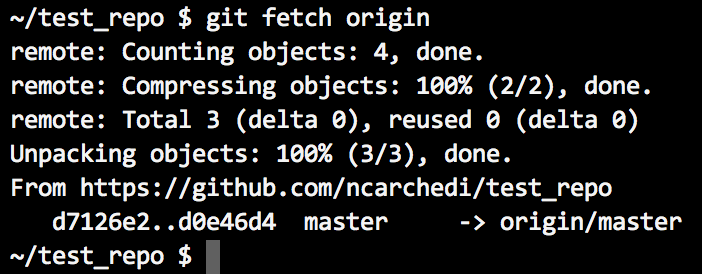 ~/test_repo $ git fetch origin
remote: Counting objects: 4, done.
remote: Compressing objects: 100% (2/2), done.
remote: Total 3 (delta 0), reused 0 (delta 0)
Unpacking objects: 100% (3/3), done.
From https://github.com/ncarchedi/test_repo
   d7126e2..d0e46d4  master     -> origin/master
~/test_repo $